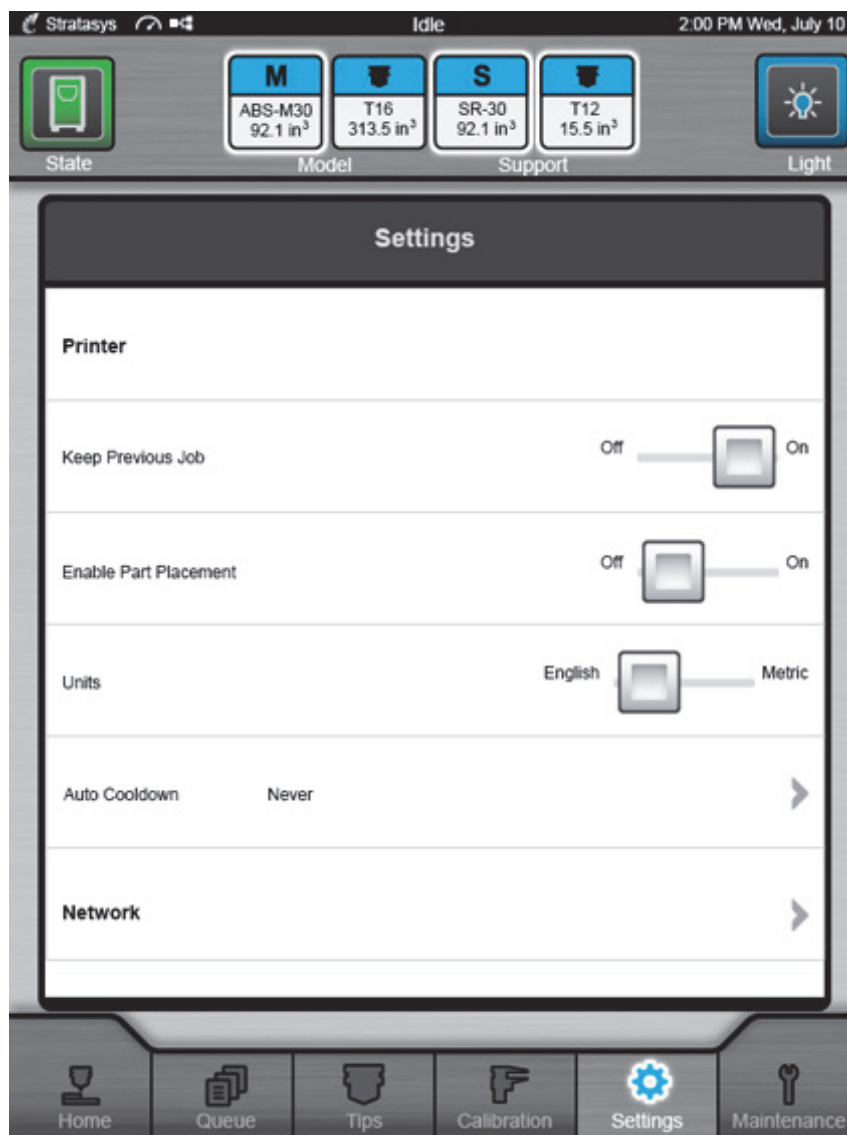 Stratasys Idle 2:00 PM Wed, July 10
M S
ABS-M30 T16 SR-30 T12
92.1 in³ 313.5 in³ 92.1 in³ 15.5 in³
State Model Support Light
Settings
Printer
Keep Previous Job Off On
Enable Part Placement Off On
Units English Metric
Auto Cooldown Never
Network
Home Queue Tips Calibration Settings Maintenance